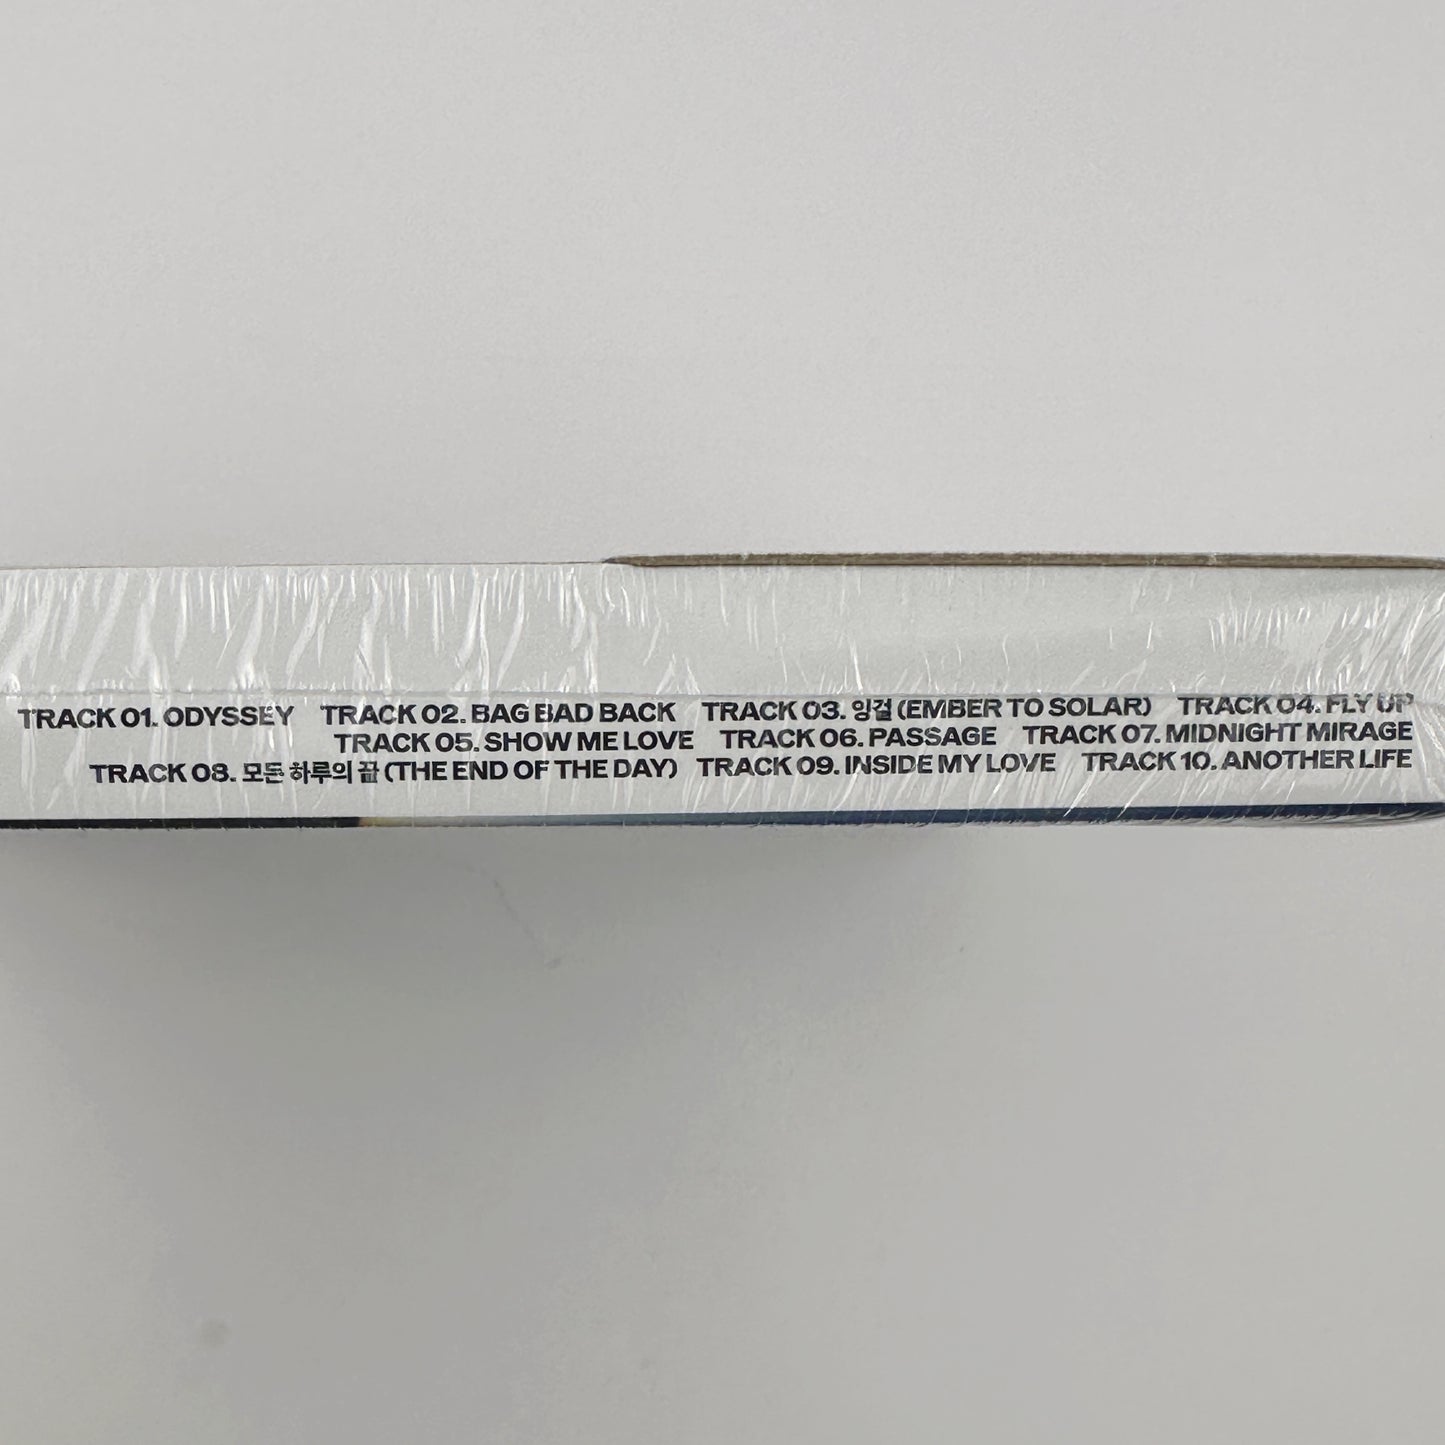 TRACK 01. ODYSSEY TRACK 02. BAG BAD BACK TRACK 03. 잉걸 (EMBER TO SOLAR) TRACK 04. FLY UP
TRACK 05. SHOW ME LOVE TRACK 06. PASSAGE TRACK 07. MIDNIGHT MIRAGE
TRACK 08. 모든 하루의 끝 (THE END OF THE DAY) TRACK 09. INSIDE MY LOVE TRACK 10. ANOTHER LIFE